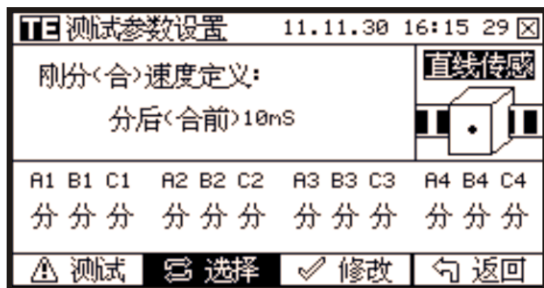 TE 测试参数设置 11.11.30 16:15 29
刚分(合)速度定义:
分后(合前)10mS
直线传感
A1 B1 C1 A2 B2 C2 A3 B3 C3 A4 B4 C4
分 分 分 分 分 分 分 分 分 分 分 分
测试 选择 修改 返回